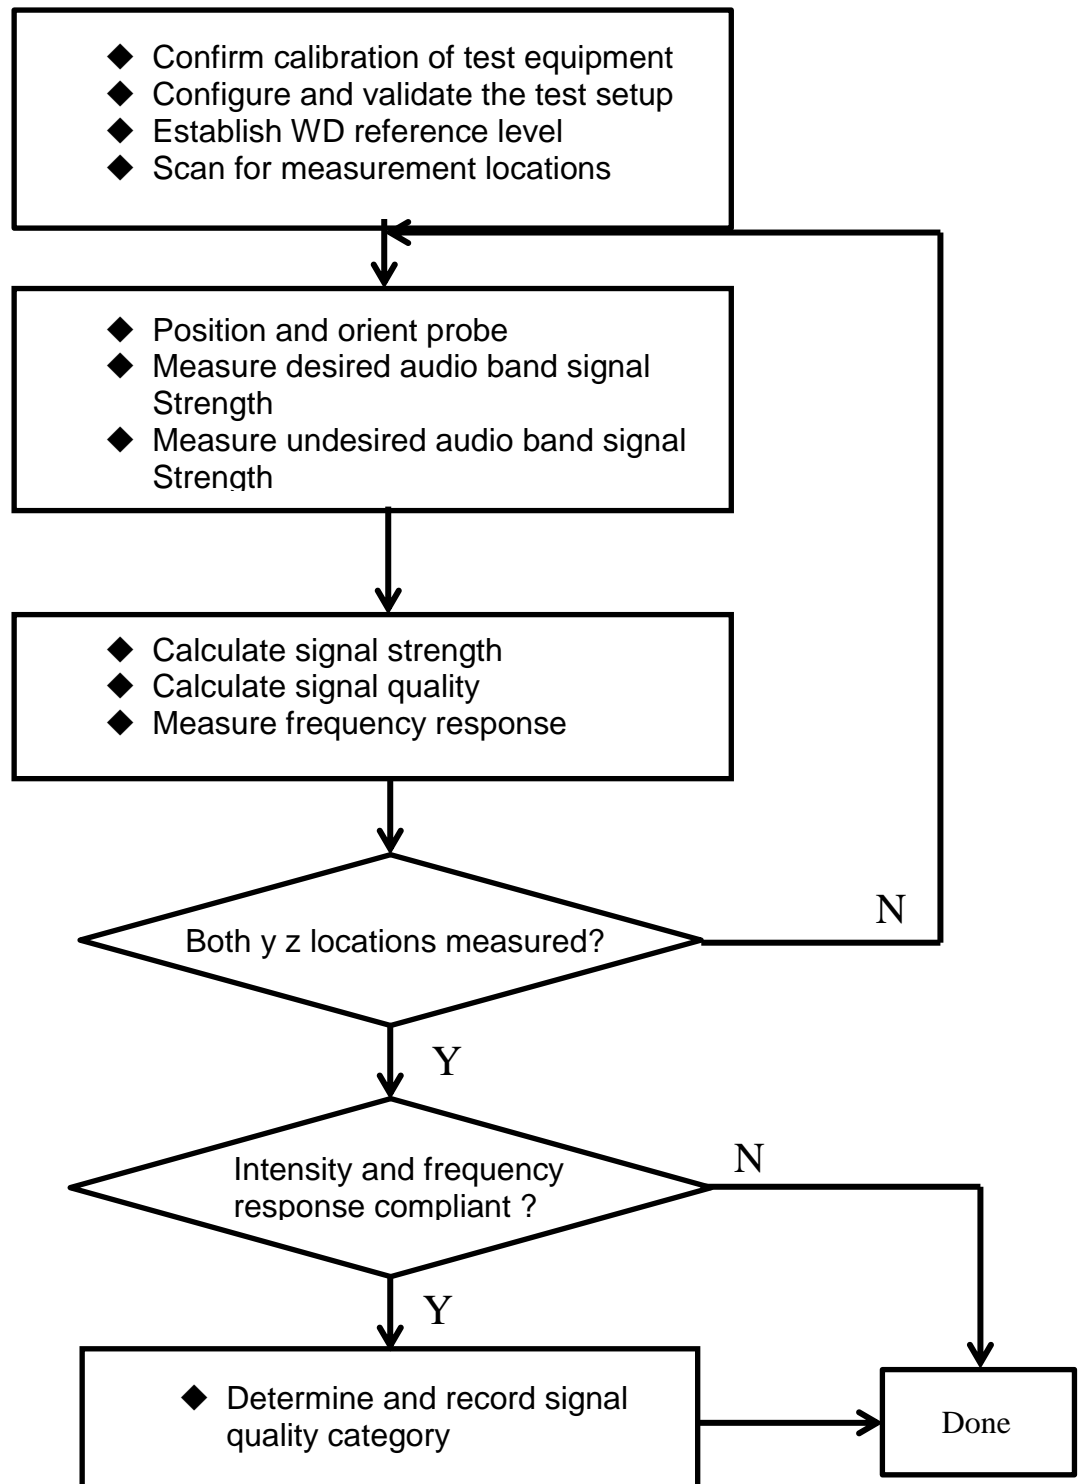 ◆ Confirm calibration of test equipment
◆ Configure and validate the test setup
◆ Establish WD reference level
◆ Scan for measurement locations
◆ Position and orient probe
◆ Measure desired audio band signal
Strength
◆ Measure undesired audio band signal
Strength
◆ Calculate signal strength
◆ Calculate signal quality
◆ Measure frequency response
Both y z locations measured?
N
Y
Intensity and frequency
response compliant ?
N
Y
◆ Determine and record signal
quality category
Done